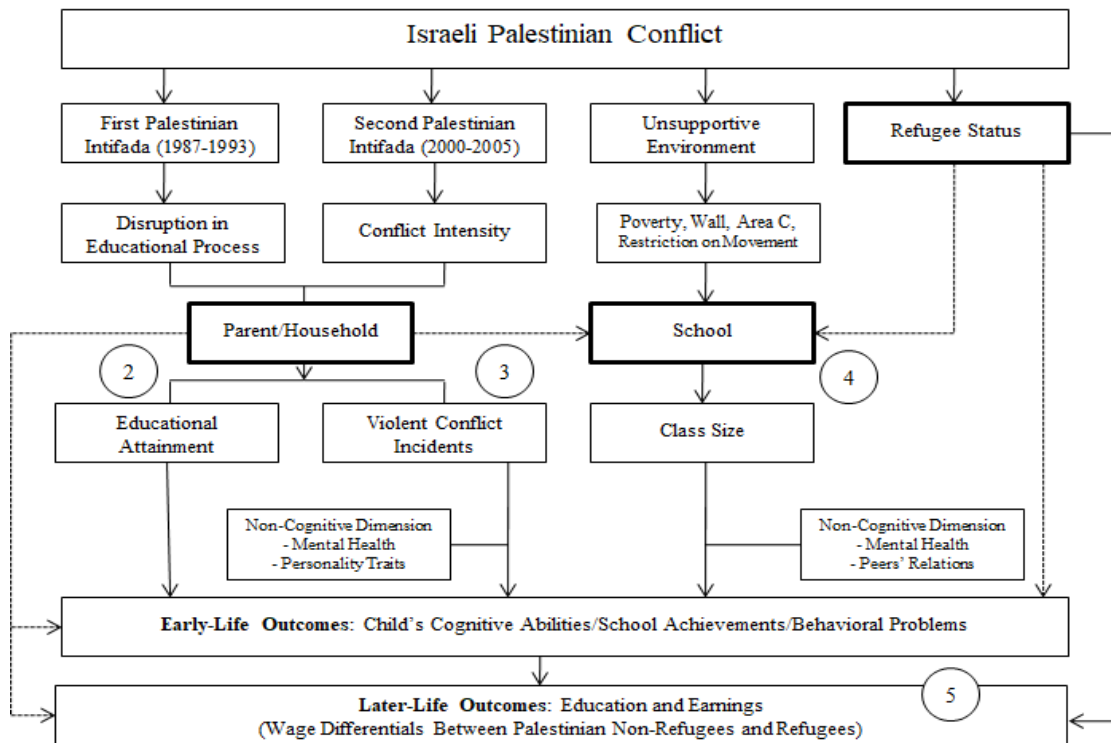 Israeli Palestinian Conflict
First Palestinian
Intifada (1987-1993)
Second Palestinian
Intifada (2000-2005)
Unsupportive
Environment
Refugee Status
Disruption in
Educational Process
Conflict Intensity
Poverty, Wall, Area C,
Restriction on Movement
Parent/Household
School
2
3
4
Educational
Attainment
Violent Conflict
Incidents
Class Size
Non-Cognitive Dimension
- Mental Health
- Personality Traits
Non-Cognitive Dimension
- Mental Health
- Peers' Relations
Early-Life Outcomes: Child's Cognitive Abilities/School Achievements/Behavioral Problems
5
Later-Life Outcomes: Education and Earnings
(Wage Differentials Between Palestinian Non-Refugees and Refugees)